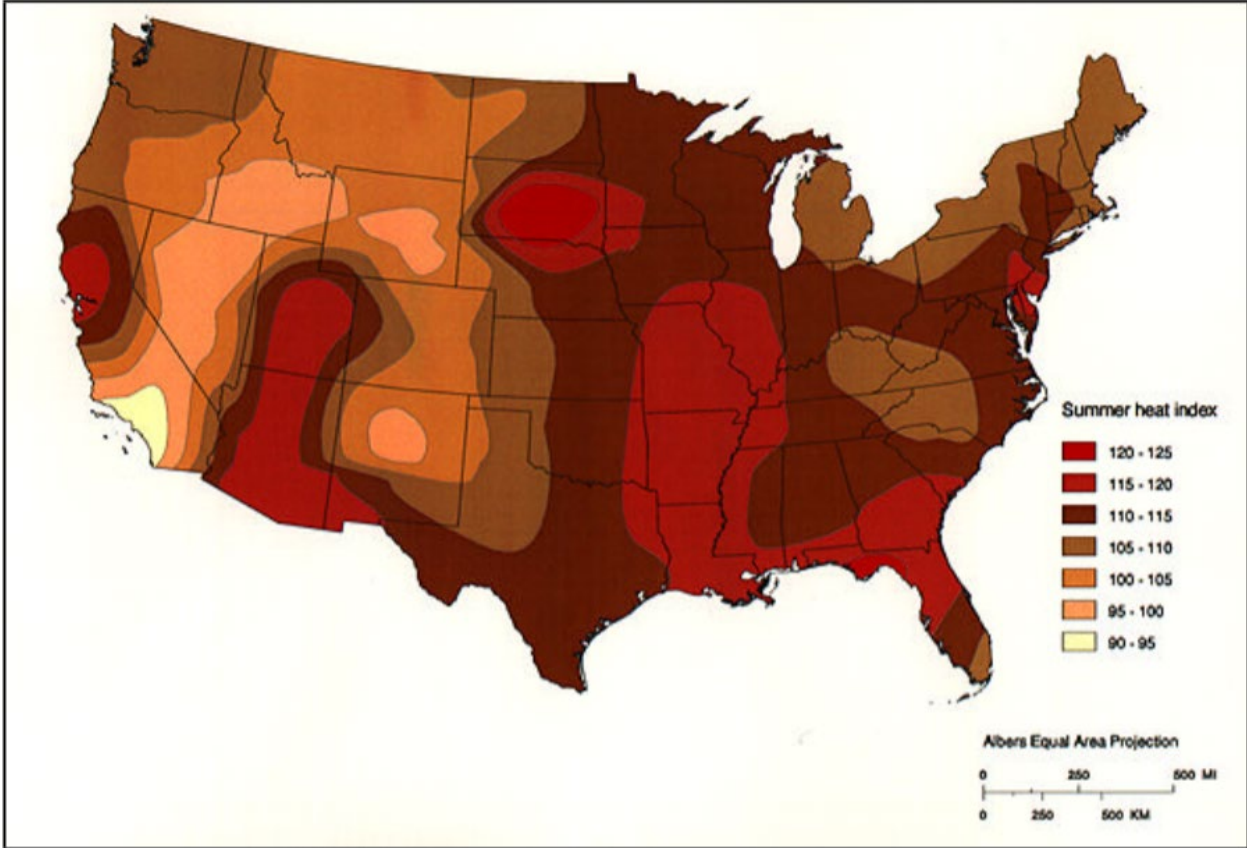 Summer heat index
120 - 125
115 - 120
110 - 115
105 - 110
100 - 105
95 - 100
90 - 95
Albers Equal Area Projection
0 250 500 MI
0 250 500 KM